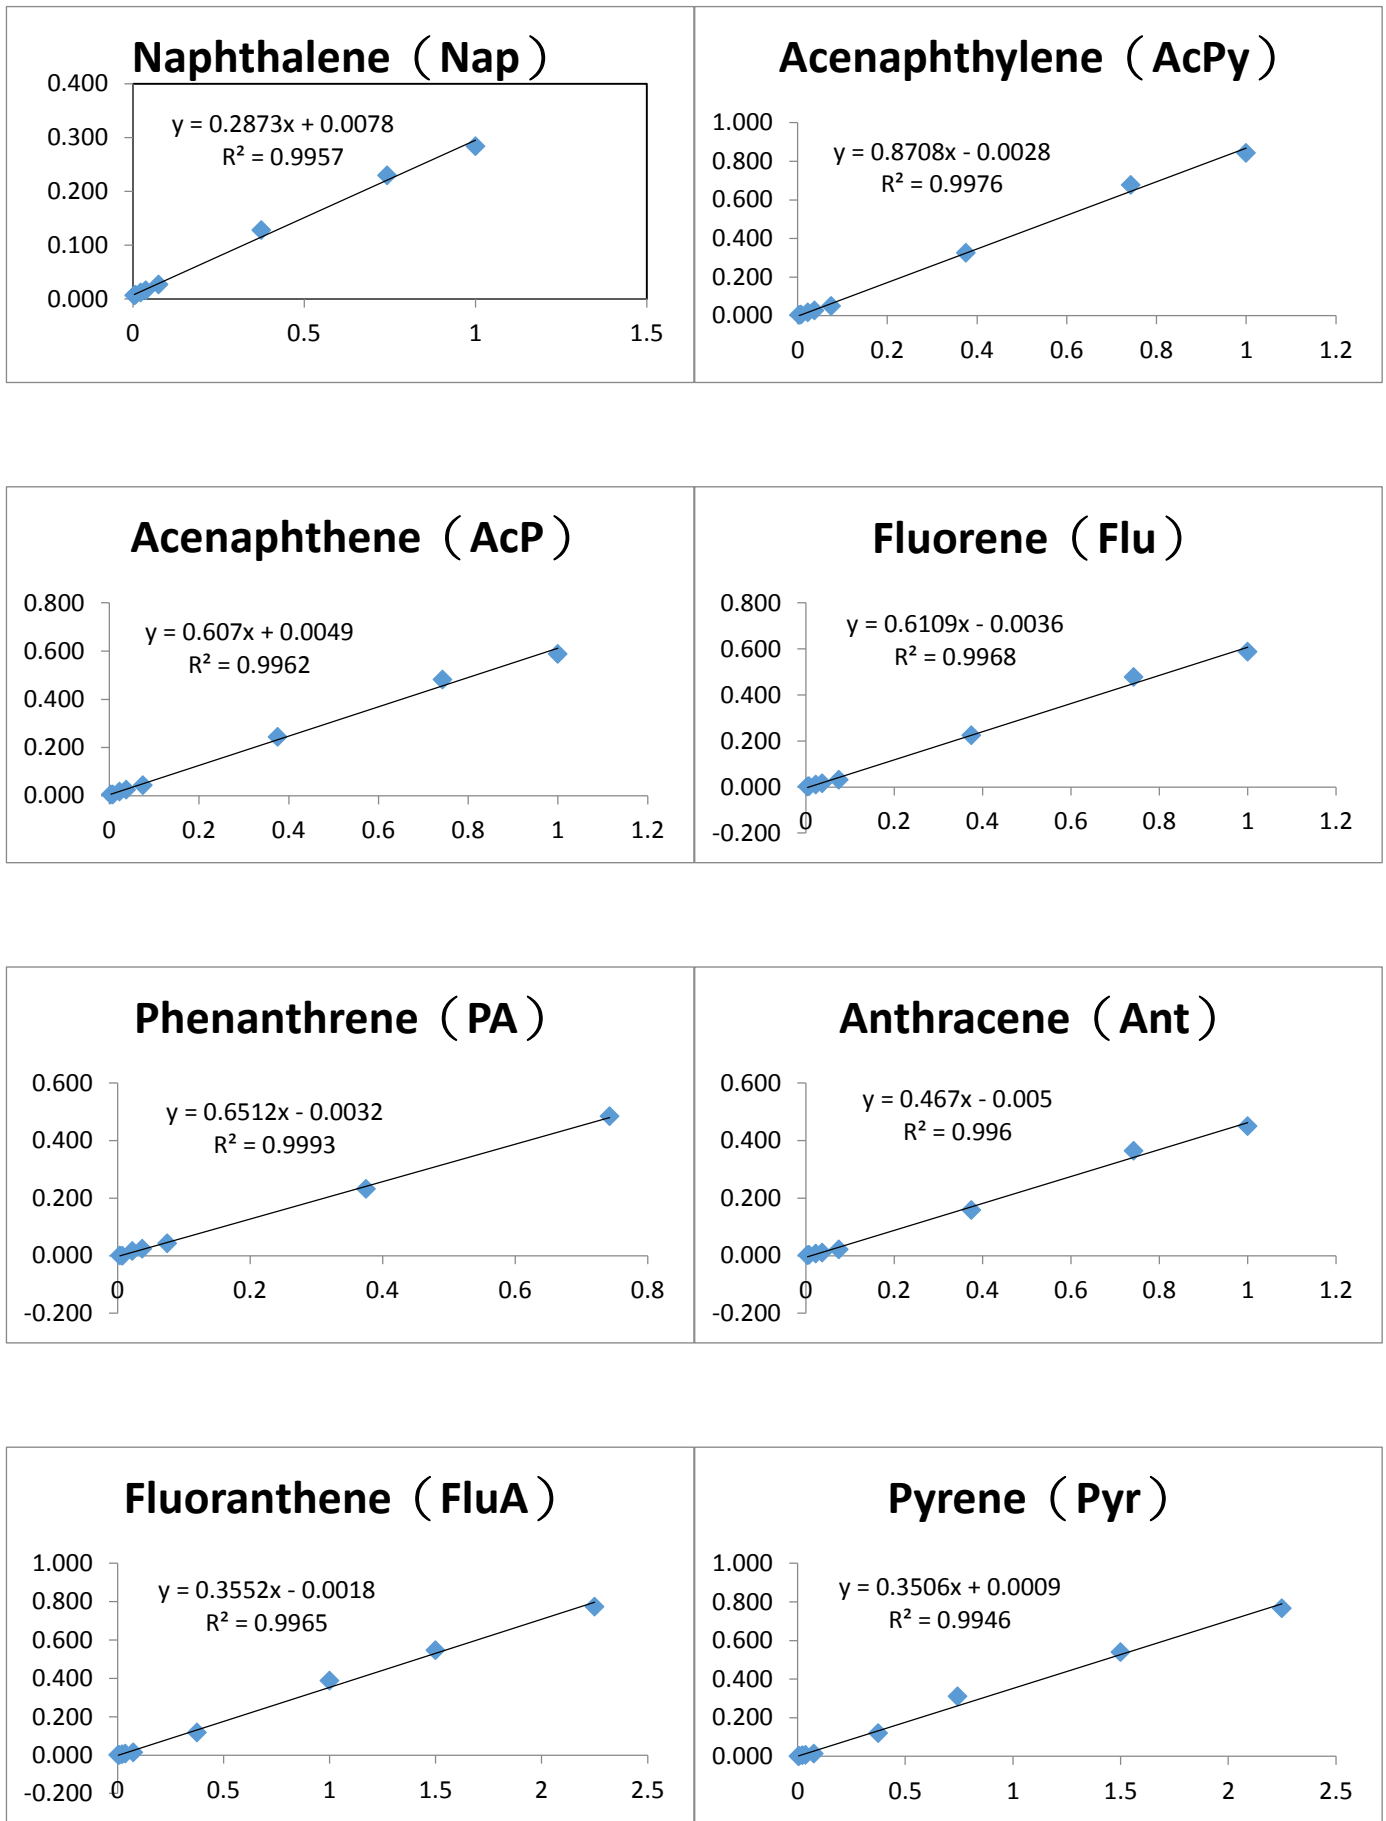 Naphthalene（Nap）
0.400
0.300
0.200
0.100
0.000
y = 0.2873x + 0.0078
R² = 0.9957
0 0.5 1 1.5
Acenaphthylene（AcPy）
1.000
0.800
0.600
0.400
0.200
0.000
y = 0.8708x - 0.0028
R² = 0.9976
0 0.2 0.4 0.6 0.8 1 1.2
Acenaphthene（AcP）
0.800
0.600
0.400
0.200
0.000
y = 0.607x + 0.0049
R² = 0.9962
0 0.2 0.4 0.6 0.8 1 1.2
Fluorene（Flu）
0.800
0.600
0.400
0.200
0.000
-0.200
y = 0.6109x - 0.0036
R² = 0.9968
0 0.2 0.4 0.6 0.8 1 1.2
Phenanthrene（PA）
0.600
0.400
0.200
0.000
-0.200
y = 0.6512x - 0.0032
R² = 0.9993
0 0.2 0.4 0.6 0.8
Anthracene（Ant）
0.600
0.400
0.200
0.000
-0.200
y = 0.467x - 0.005
R² = 0.996
0 0.2 0.4 0.6 0.8 1 1.2
Fluoranthene（FluA）
1.000
0.800
0.600
0.400
0.200
0.000
-0.200
y = 0.3552x - 0.0018
R² = 0.9965
0 0.5 1 1.5 2 2.5
Pyrene（Pyr）
1.000
0.800
0.600
0.400
0.200
0.000
y = 0.3506x + 0.0009
R² = 0.9946
0 0.5 1 1.5 2 2.5